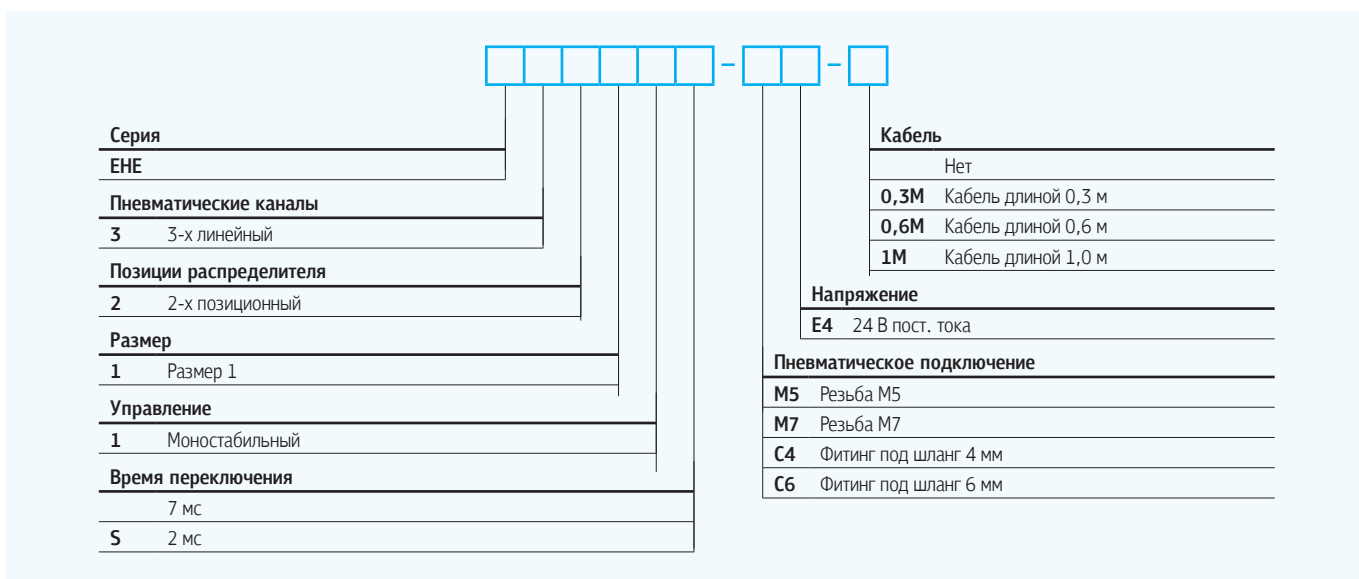 – –
Серия
EHE
Пневматические каналы
3 3-х линейный
Позиции распределителя
2 2-х позиционный
Размер
1 Размер 1
Управление
1 Моностабильный
Время переключения
7 мс
S 2 мс
Кабель
Нет
0,3M Кабель длиной 0,3 м
0,6M Кабель длиной 0,6 м
1M Кабель длиной 1,0 м
Напряжение
E4 24 В пост. тока
Пневматическое подключение
M5 Резьба M5
M7 Резьба M7
C4 Фитинг под шланг 4 мм
C6 Фитинг под шланг 6 мм